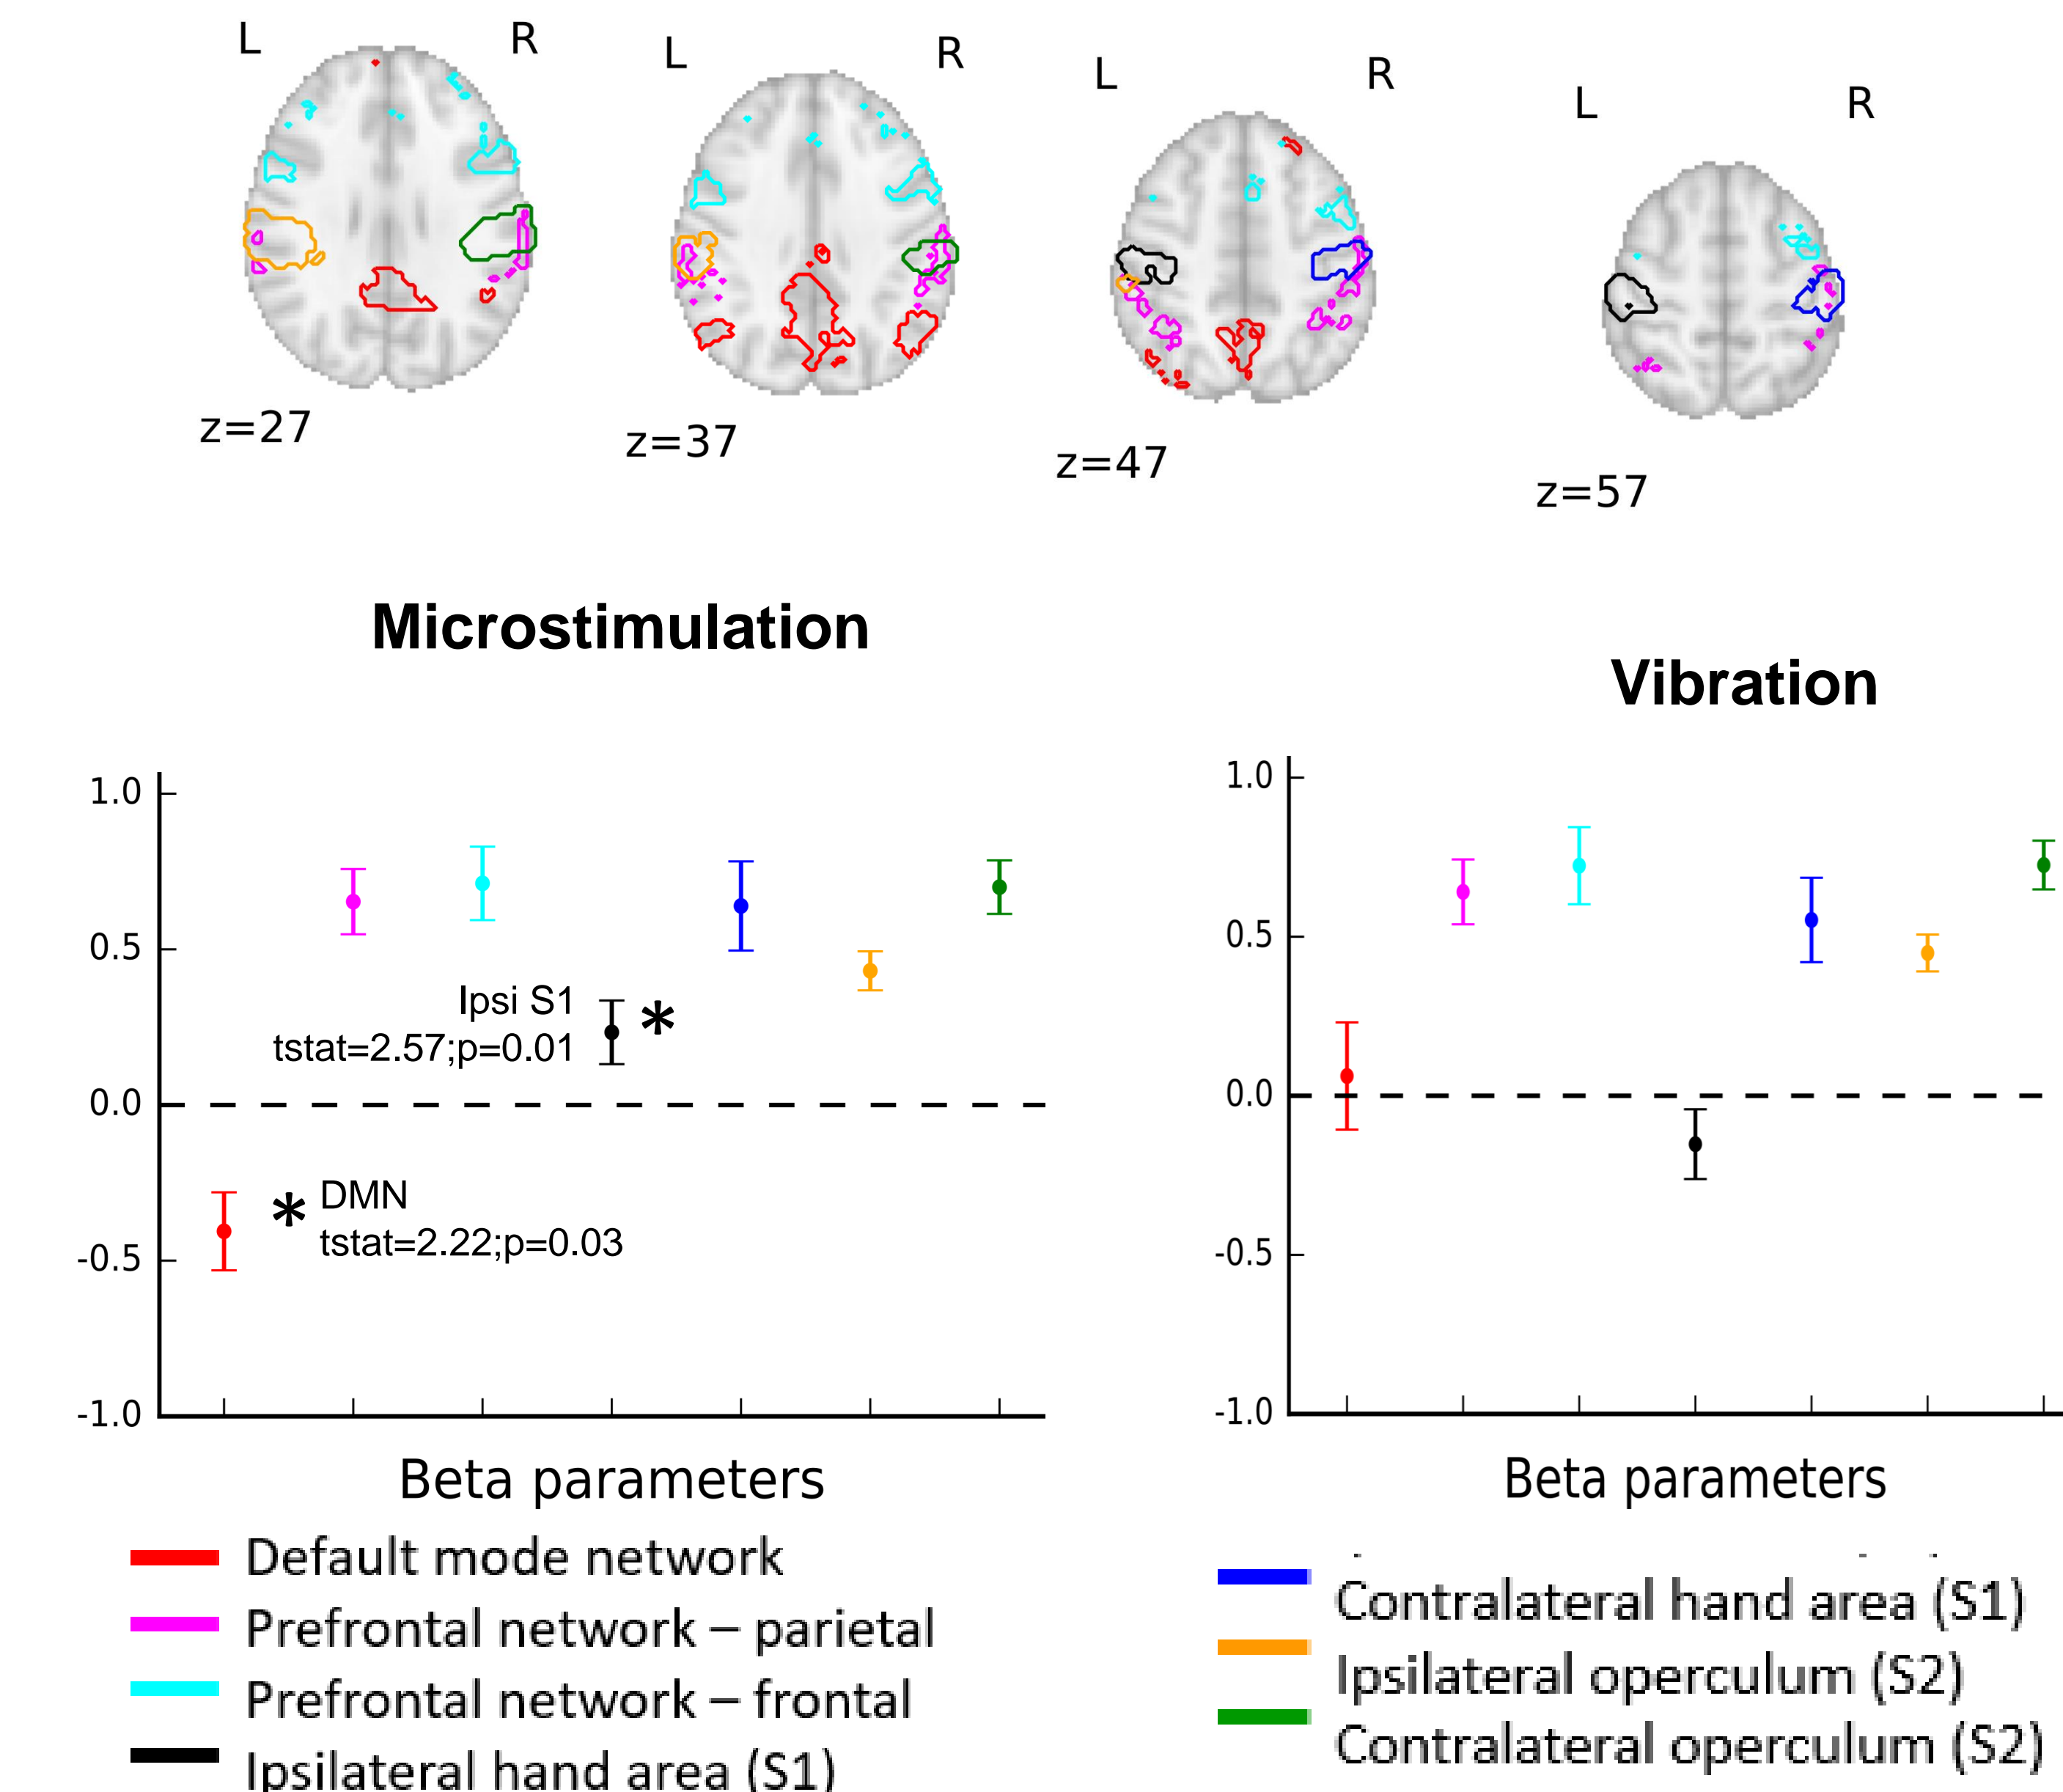 L R
L R
L R
L R
z=27
z=37
z=47
z=57
Microstimulation
Vibration
1.0
0.5
0.0
-0.5
-1.0
Ipsi S1
tstat=2.57;p=0.01
*
* DMN
tstat=2.22;p=0.03
Beta parameters
1.0
0.5
0.0
-0.5
-1.0
Beta parameters
Default mode network
Prefrontal network – parietal
Prefrontal network – frontal
Ipsilateral hand area (S1)
Contralateral hand area (S1)
Ipsilateral operculum (S2)
Contralateral operculum (S2)